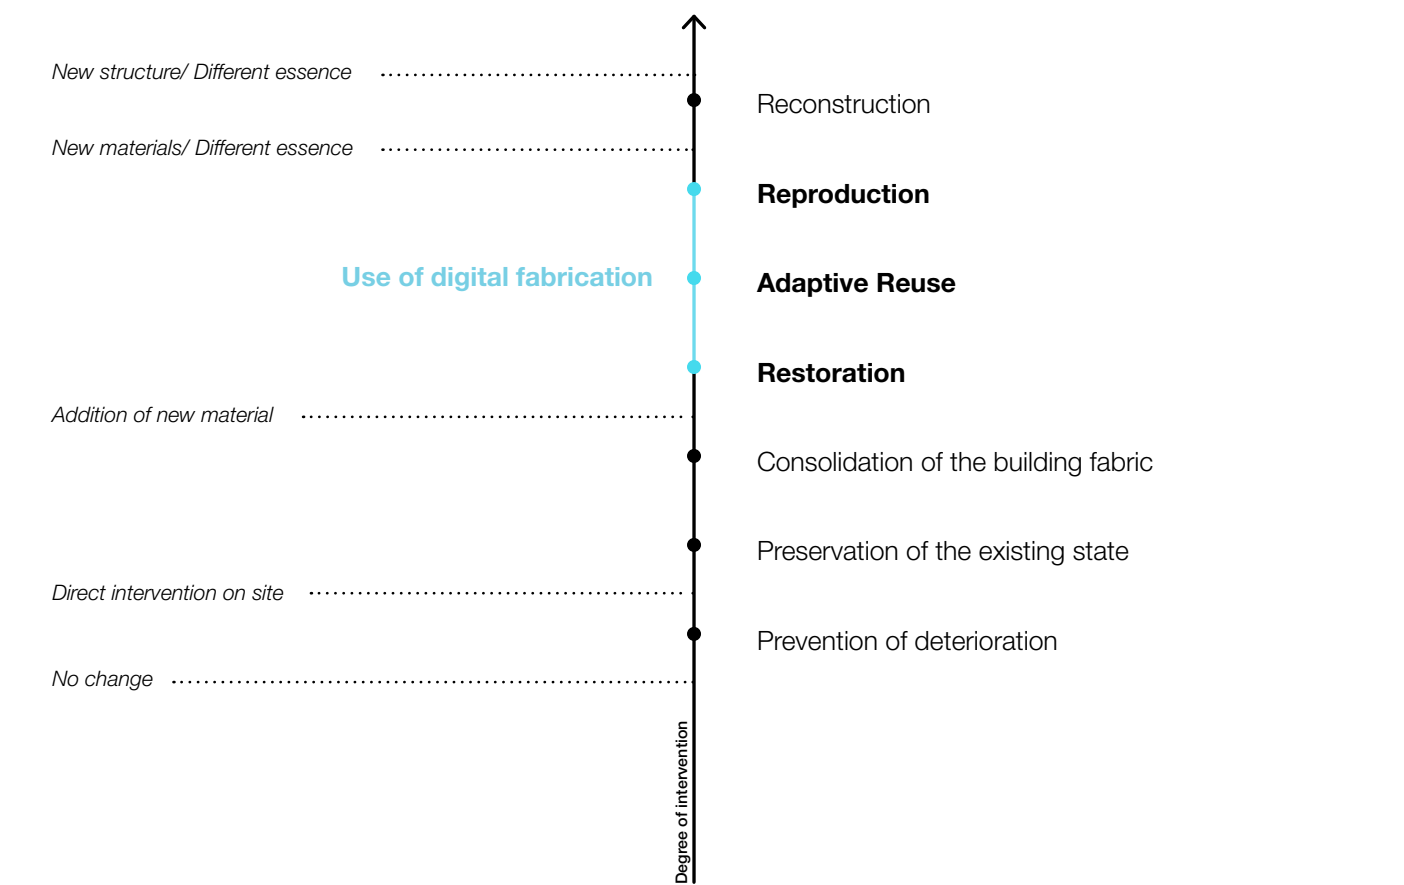 New structure/ Different essence
Reconstruction
New materials/ Different essence
Reproduction
Use of digital fabrication
Adaptive Reuse
Restoration
Addition of new material
Consolidation of the building fabric
Preservation of the existing state
Direct intervention on site
Prevention of deterioration
No change
Degree of intervention